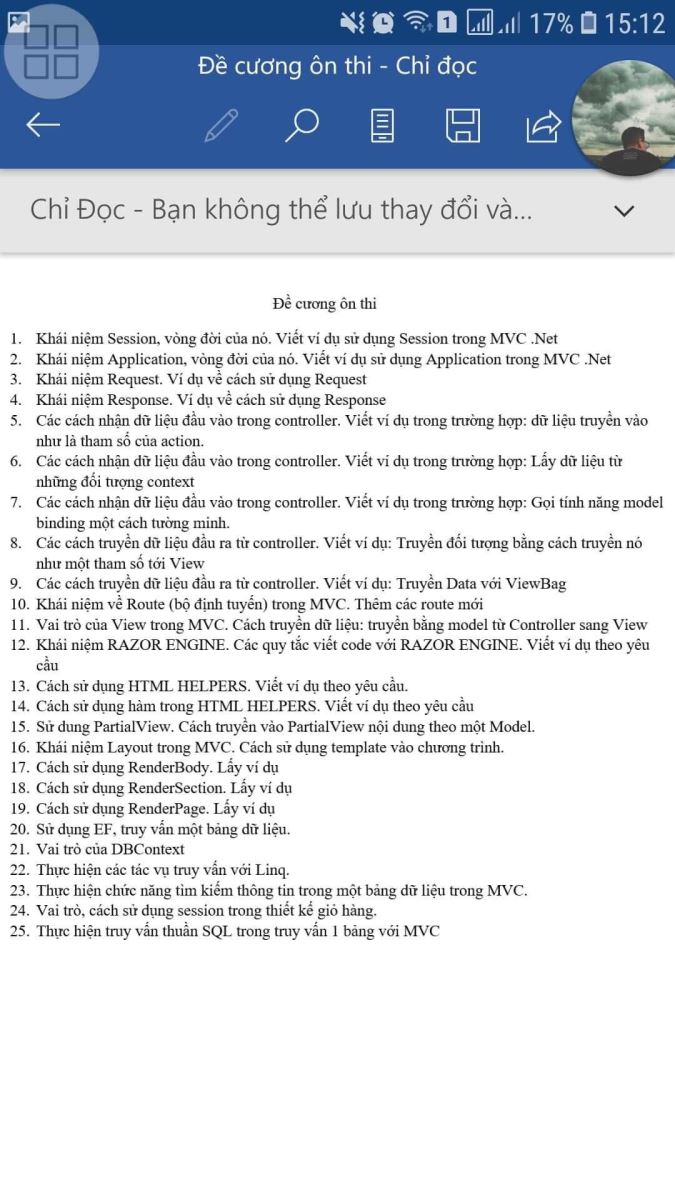 1 17% 15:12
Đề cương ôn thi - Chỉ đọc
Chỉ Đọc - Bạn không thể lưu thay đổi và...
Đề cương ôn thi
1. Khái niệm Session, vòng đời của nó. Viết ví dụ sử dụng Session trong MVC .Net
2. Khái niệm Application, vòng đời của nó. Viết ví dụ sử dụng Application trong MVC .Net
3. Khái niệm Request. Ví dụ về cách sử dụng Request
4. Khái niệm Response. Ví dụ về cách sử dụng Response
5. Các cách nhận dữ liệu đầu vào trong controller. Viết ví dụ trong trường hợp: dữ liệu truyền vào
như là tham số của action.
6. Các cách nhận dữ liệu đầu vào trong controller. Viết ví dụ trong trường hợp: Lấy dữ liệu từ
những đối tượng context
7. Các cách nhận dữ liệu đầu vào trong controller. Viết ví dụ trong trường hợp: Gọi tính năng model
binding một cách tường minh.
8. Các cách truyền dữ liệu đầu ra từ controller. Viết ví dụ: Truyền đối tượng bằng cách truyền nó
như một tham số tới View
9. Các cách truyền dữ liệu đầu ra từ controller. Viết ví dụ: Truyền Data với ViewBag
10. Khái niệm về Route (bộ định tuyến) trong MVC. Thêm các route mới
11. Vai trò của View trong MVC. Cách truyền dữ liệu: truyền bằng model từ Controller sang View
12. Khái niệm RAZOR ENGINE. Các quy tắc viết code với RAZOR ENGINE. Viết ví dụ theo yêu
cầu
13. Cách sử dụng HTML HELPERS. Viết ví dụ theo yêu cầu.
14. Cách sử dụng hàm trong HTML HELPERS. Viết ví dụ theo yêu cầu
15. Sử dung PartialView. Cách truyền vào PartialView nội dung theo một Model.
16. Khái niệm Layout trong MVC. Cách sử dụng template vào chương trình.
17. Cách sử dụng RenderBody. Lấy ví dụ
18. Cách sử dụng RenderSection. Lấy ví dụ
19. Cách sử dụng RenderPage. Lấy ví dụ
20. Sử dụng EF, truy vấn một bảng dữ liệu.
21. Vai trò của DBContext
22. Thực hiện các tác vụ truy vấn với Linq.
23. Thực hiện chức năng tìm kiếm thông tin trong một bảng dữ liệu trong MVC.
24. Vai trò, cách sử dụng session trong thiết kế giỏ hàng.
25. Thực hiện truy vấn thuần SQL trong truy vấn 1 bảng với MVC